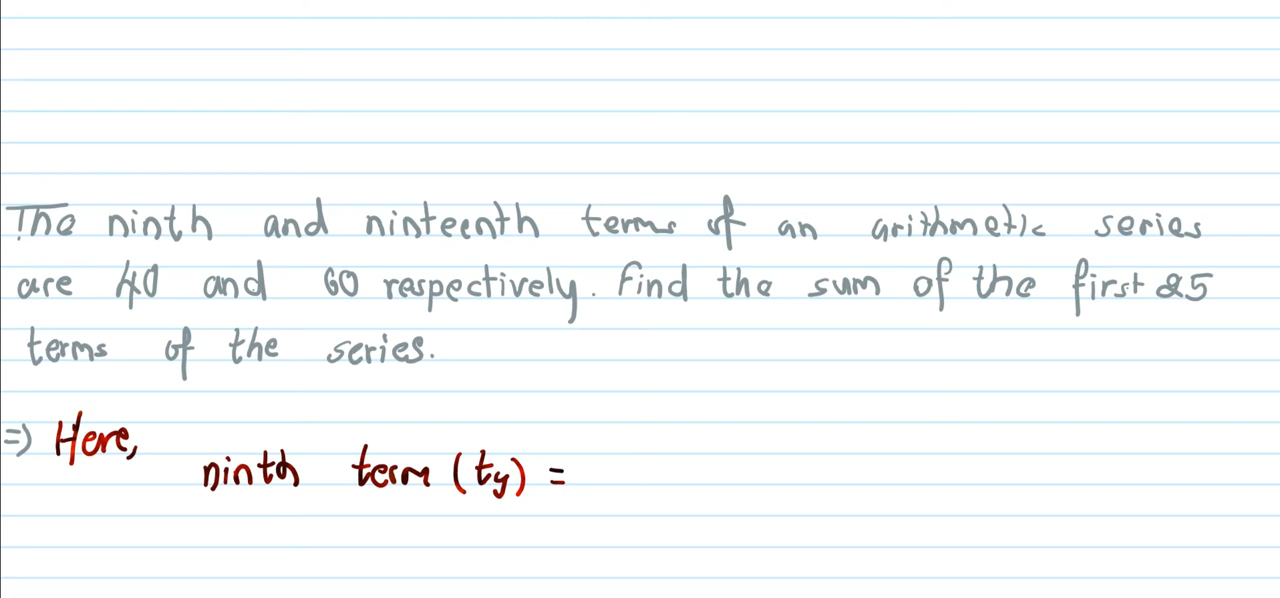 The ninth and ninteenth terms of an arithmetic series
are 40 and 60 respectively. Find the sum of the first 25
terms of the series.
=> Here,
ninth term (t9) =